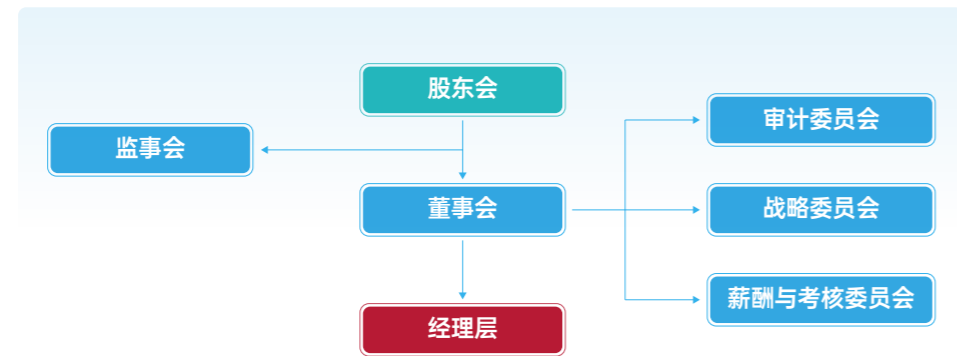 股东会
审计委员会
监事会
董事会
战略委员会
薪酬与考核委员会
经理层